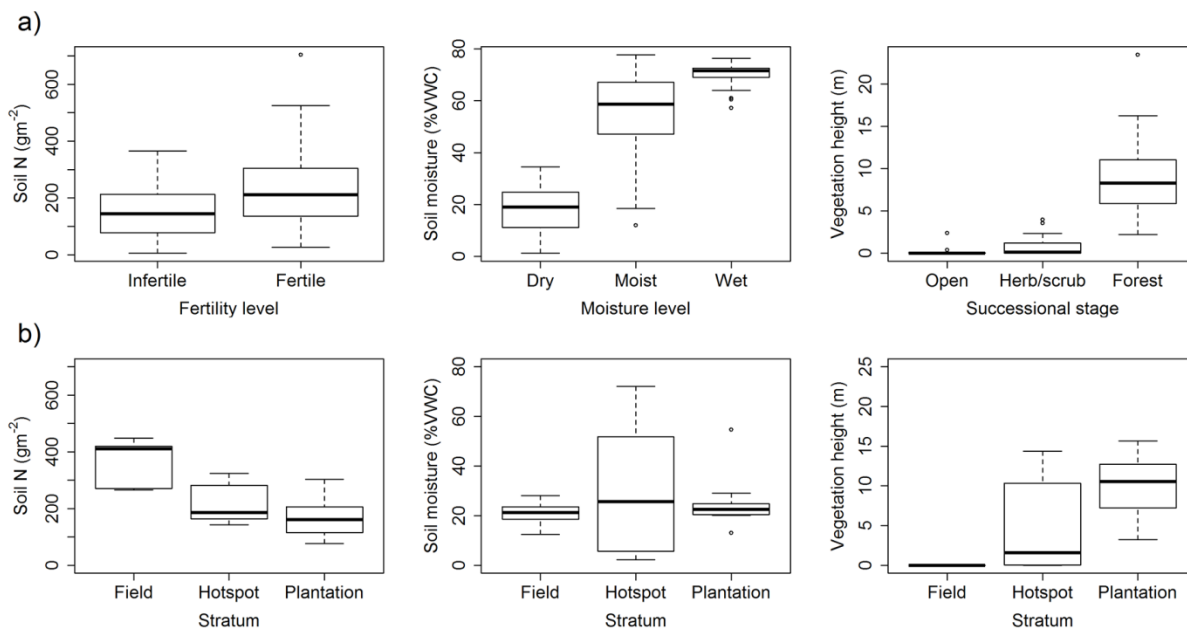 a)
Soil N (gm-2)
0
200
400
600
Infertile
Fertile
Fertility level
Soil moisture (%VWC)
0
20
40
60
80
Dry
Moist
Wet
Moisture level
Vegetation height (m)
0
5
10
15
20
Open
Herb/scrub
Forest
Successional stage
b)
Soil N (gm-2)
0
200
400
600
Field
Hotspot
Plantation
Stratum
Soil moisture (%VWC)
0
20
40
60
80
Field
Hotspot
Plantation
Stratum
Vegetation height (m)
0
5
10
15
20
25
Field
Hotspot
Plantation
Stratum